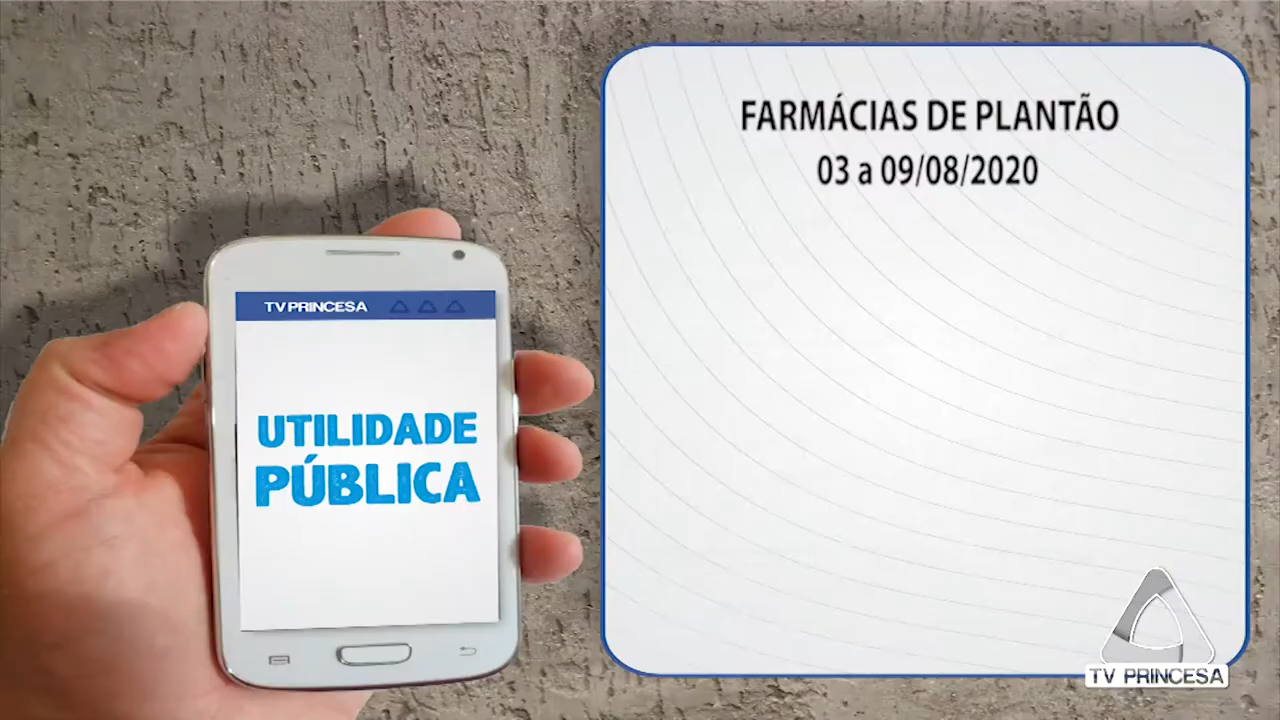 FARMÁCIAS DE PLANTÃO
03 a 09/08/2020
TV PRINCESA
UTILIDADE
PÚBLICA
TV PRINCESA